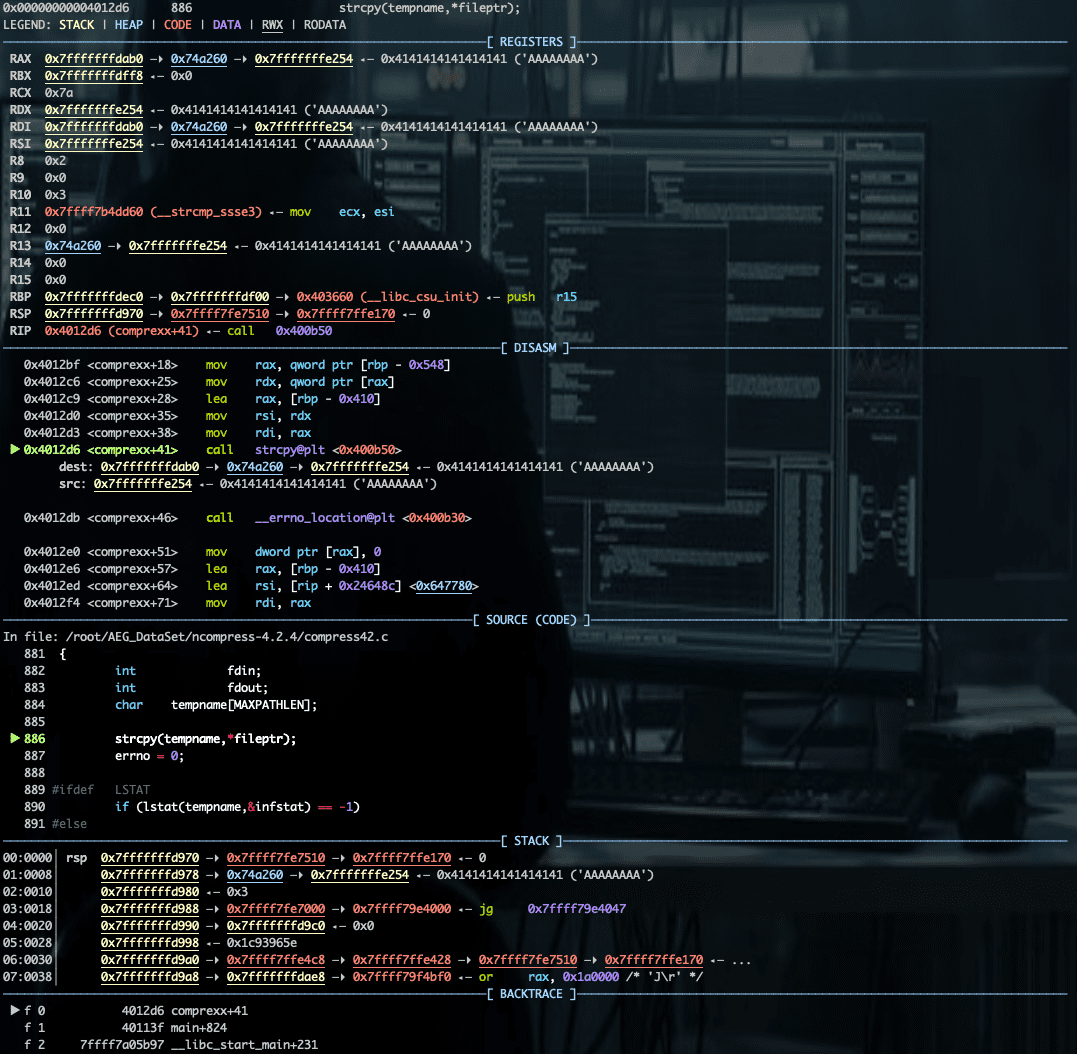 0x00000000004012d6      886                     strcpy(tempname,*fileptr);
LEGEND: STACK | HEAP | CODE | DATA | RWX | RODATA
[ REGISTERS ]
RAX  0x7fffffffdab0 —▸ 0x74a260 —▸ 0x7fffffffe254 ◂— 0x4141414141414141 ('AAAAAAAA')
RBX  0x7fffffffdff8 ◂— 0x0
RCX  0x7a
RDX  0x7fffffffe254 ◂— 0x4141414141414141 ('AAAAAAAA')
RDI  0x7fffffffdab0 —▸ 0x74a260 —▸ 0x7fffffffe254 ◂— 0x4141414141414141 ('AAAAAAAA')
RSI  0x7fffffffe254 ◂— 0x4141414141414141 ('AAAAAAAA')
R8   0x2
R9   0x0
R10  0x3
R11  0x7ffff7b4dd60 (__strcmp_ssse3) ◂— mov    ecx, esi
R12  0x0
R13  0x74a260 —▸ 0x7fffffffe254 ◂— 0x4141414141414141 ('AAAAAAAA')
R14  0x0
R15  0x0
RBP  0x7fffffffdec0 —▸ 0x7fffffffdf00 —▸ 0x403660 (__libc_csu_init) ◂— push   r15
RSP  0x7fffffffd970 —▸ 0x7ffff7fe7510 —▸ 0x7ffff7ffe170 ◂— 0
RIP  0x4012d6 (comprexx+41) ◂— call   0x400b50
[ DISASM ]
0x4012bf <comprexx+18>    mov    rax, qword ptr [rbp - 0x548]
0x4012c6 <comprexx+25>    mov    rdx, qword ptr [rax]
0x4012c9 <comprexx+28>    lea    rax, [rbp - 0x410]
0x4012d0 <comprexx+35>    mov    rsi, rdx
0x4012d3 <comprexx+38>    mov    rdi, rax
►0x4012d6 <comprexx+41>    call   strcpy@plt <0x400b50>
dest: 0x7fffffffdab0 —▸ 0x74a260 —▸ 0x7fffffffe254 ◂— 0x4141414141414141 ('AAAAAAAA')
src: 0x7fffffffe254 ◂— 0x4141414141414141 ('AAAAAAAA')
0x4012db <comprexx+46>    call   __errno_location@plt <0x400b30>
0x4012e0 <comprexx+51>    mov    dword ptr [rax], 0
0x4012e6 <comprexx+57>    lea    rax, [rbp - 0x410]
0x4012ed <comprexx+64>    lea    rsi, [rip + 0x24648c] <0x647780>
0x4012f4 <comprexx+71>    mov    rdi, rax
[ SOURCE (CODE) ]
In file: /root/AEG_DataSet/ncompress-4.2.4/compress42.c
881 {
882         int             fdin;
883         int             fdout;
884         char    tempname[MAXPATHLEN];
885
► 886         strcpy(tempname,*fileptr);
887         errno = 0;
888
889 #ifdef   LSTAT
890         if (lstat(tempname,&infstat) == -1)
891 #else
[ STACK ]
00:0000│ rsp  0x7fffffffd970 —▸ 0x7ffff7fe7510 —▸ 0x7ffff7ffe170 ◂— 0
01:0008│      0x7fffffffd978 —▸ 0x74a260 —▸ 0x7fffffffe254 ◂— 0x4141414141414141 ('AAAAAAAA')
02:0010│      0x7fffffffd980 ◂— 0x3
03:0018│      0x7fffffffd988 —▸ 0x7ffff7fe7000 —▸ 0x7ffff79e4000 ◂— jg     0x7ffff79e4047
04:0020│      0x7fffffffd990 —▸ 0x7fffffffd9c0 ◂— 0x0
05:0028│      0x7fffffffd998 ◂— 0x1c93965e
06:0030│      0x7fffffffd9a0 —▸ 0x7ffff7ffe4c8 —▸ 0x7ffff7ffe428 —▸ 0x7ffff7fe7510 —▸ 0x7ffff7ffe170 ◂— ...
07:0038│      0x7fffffffd9a8 —▸ 0x7fffffffdae8 —▸ 0x7ffff79f4bf0 ◂— or     rax, 0x1a0000 /* 'J\r' */
[ BACKTRACE ]
► f 0           4012d6 comprexx+41
f 1           40113f main+824
f 2     7ffff7a05b97 __libc_start_main+231